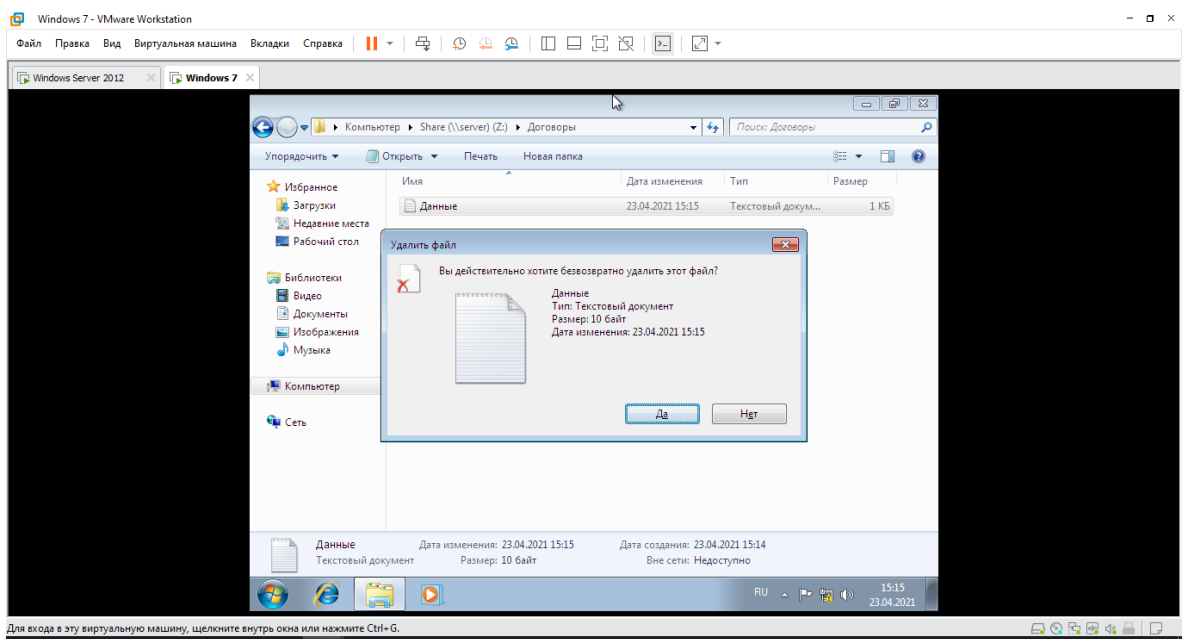 Windows 7 - VMware Workstation
Файл Правка Вид Виртуальная машина Вкладки Справка
Windows Server 2012 Windows 7
Компьютер Share (\\server) (Z:) Договоры Поиск: Договоры
Упорядочить Открыть Печать Новая папка
Избранное
Загрузки
Недавние места
Рабочий стол
Библиотеки
Видео
Документы
Изображения
Музыка
Компьютер
Сеть
Имя Дата изменения Тип Размер
Данные 23.04.2021 15:15 Текстовый докум... 1 КБ
Удалить файл
Вы действительно хотите безвозвратно удалить этот файл?
Данные
Тип: Текстовый документ
Размер: 10 байт
Дата изменения: 23.04.2021 15:15
Да Нет
Данные Дата изменения: 23.04.2021 15:15 Дата создания: 23.04.2021 15:14
Текстовый документ Размер: 10 байт Вне сети: Недоступно
RU 15:15
23.04.2021
Для входа в эту виртуальную машину, щелкните внутрь окна или нажмите Ctrl+G.